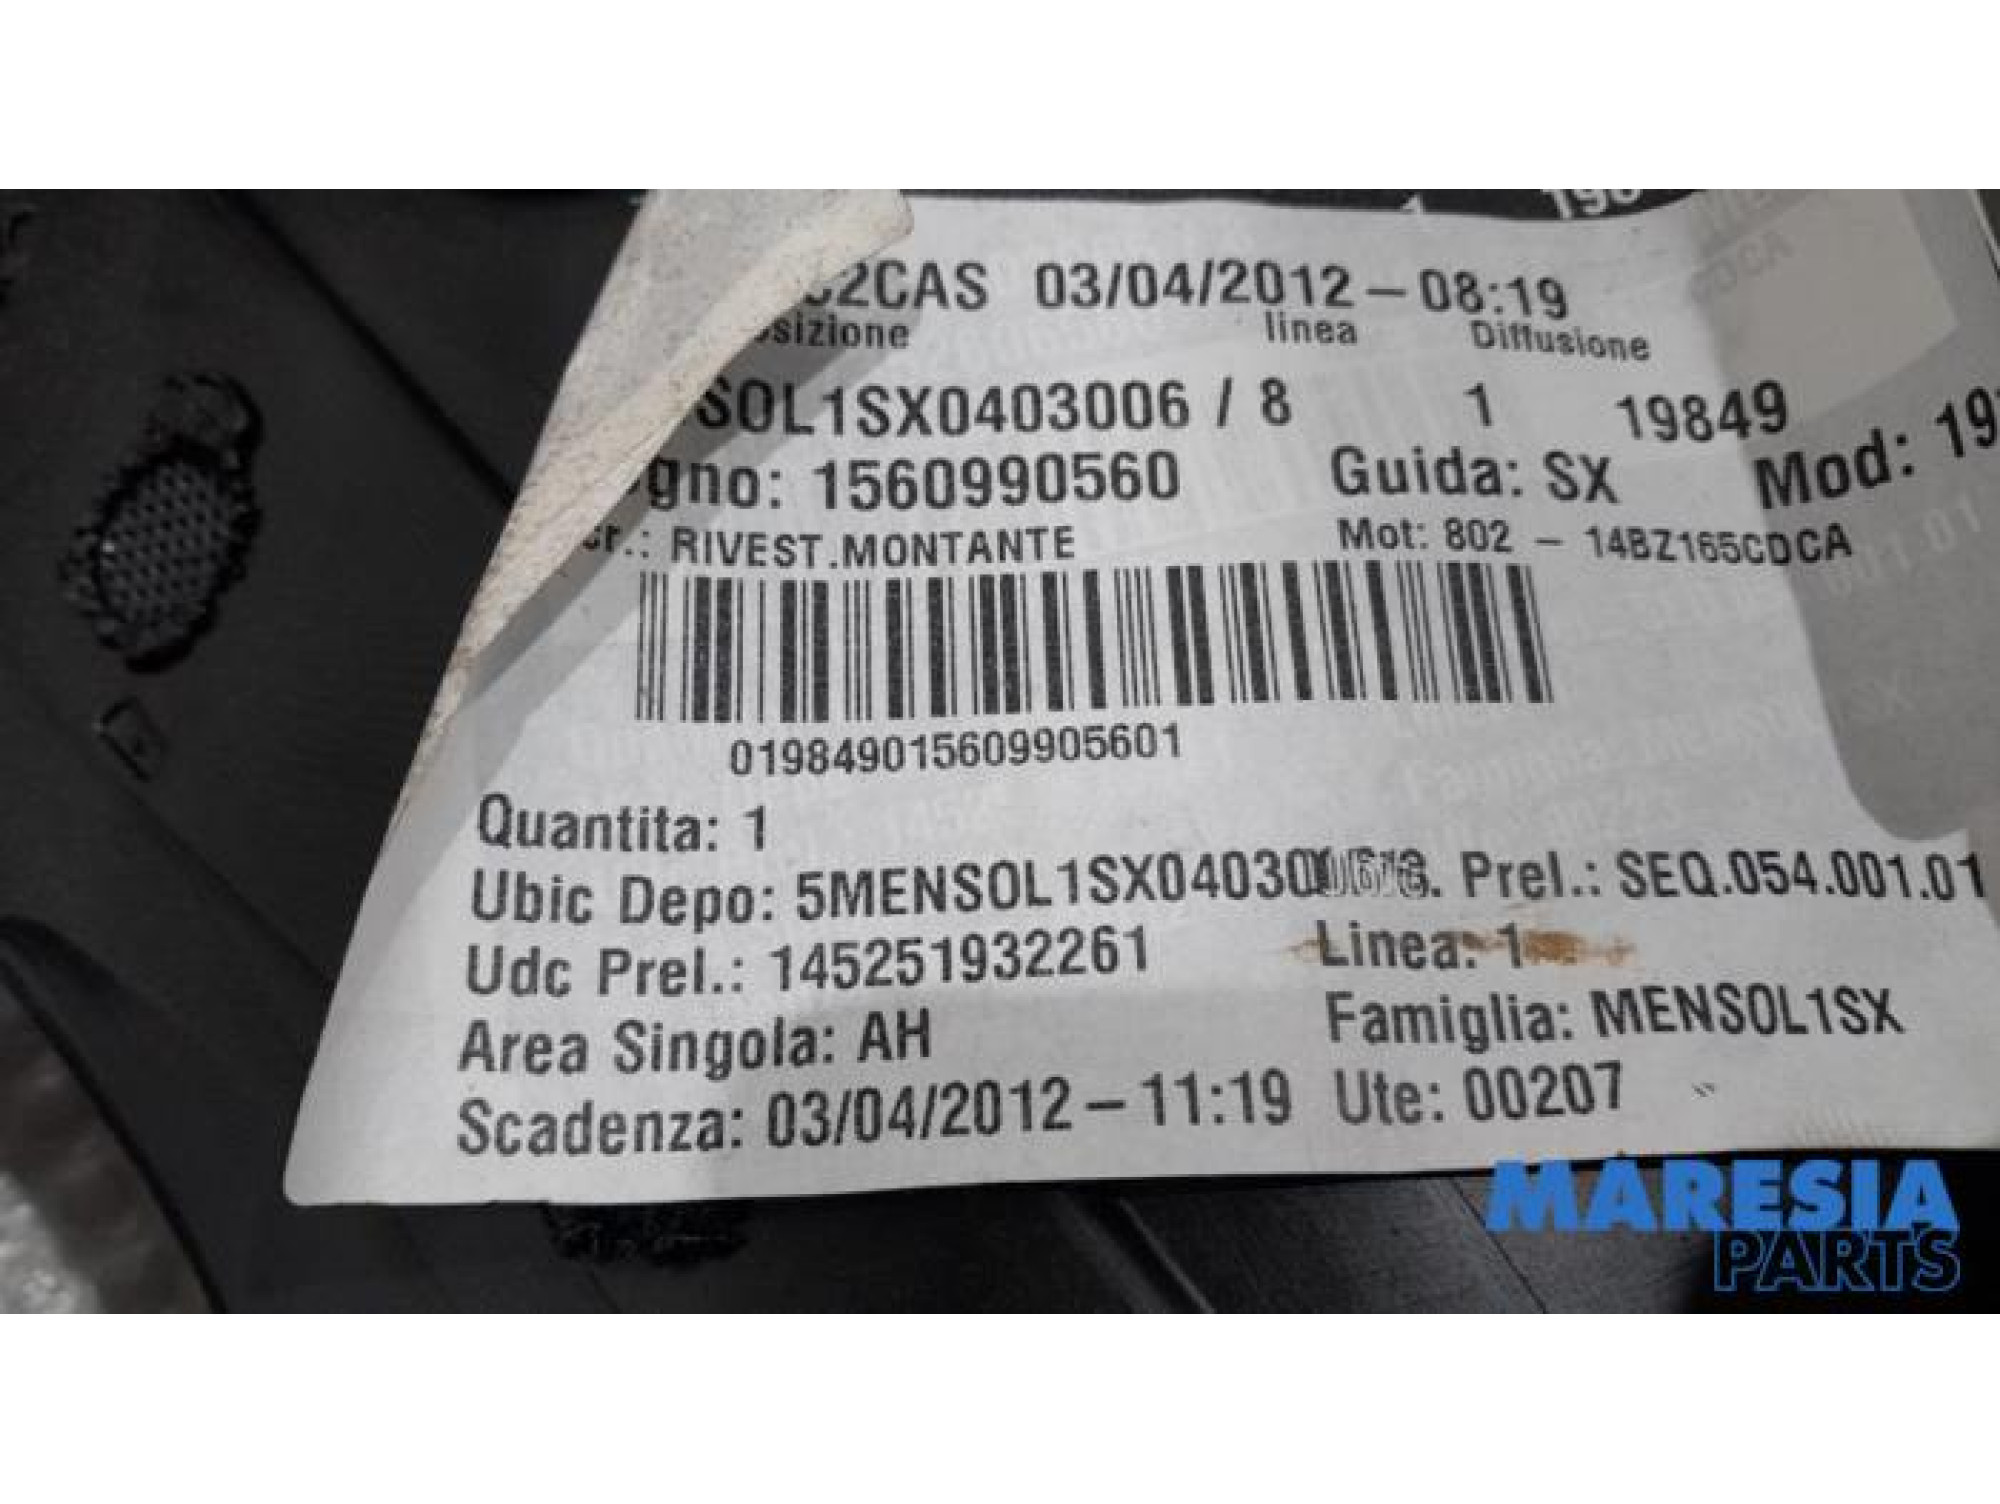 03/04/2012 – 08:19
linea Diffusione
SOL1SX0403006 / 8 1 19849
1560990560 Guida: SX Mod:
RIVEST.MONTANTE Mot: 802 – 14BZ165CDCA
019849015609905601
Quantita: 1
Ubic Depo: Prel.: SEQ.054.001.01
Udc Prel.: 145251932261 Linea: 1
Area Singola: AH Famiglia: MENSOL1SX
Scadenza: 03/04/2012 – 11:19 Ute: 00207
MARESIA
PARTS